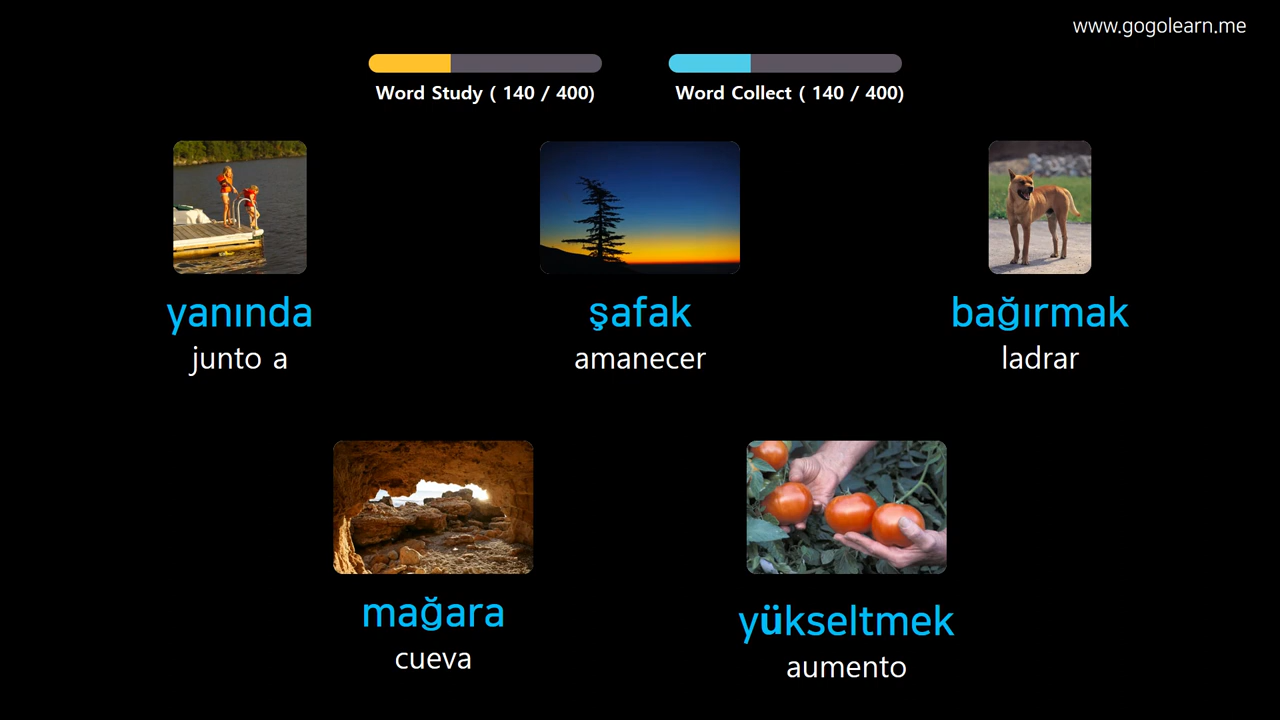 www.gogolearn.me
Word Study ( 140 / 400)
Word Collect ( 140 / 400)
yanında
junto a
şafak
amanecer
bağırmak
ladrar
mağara
cueva
yükseltmek
aumento